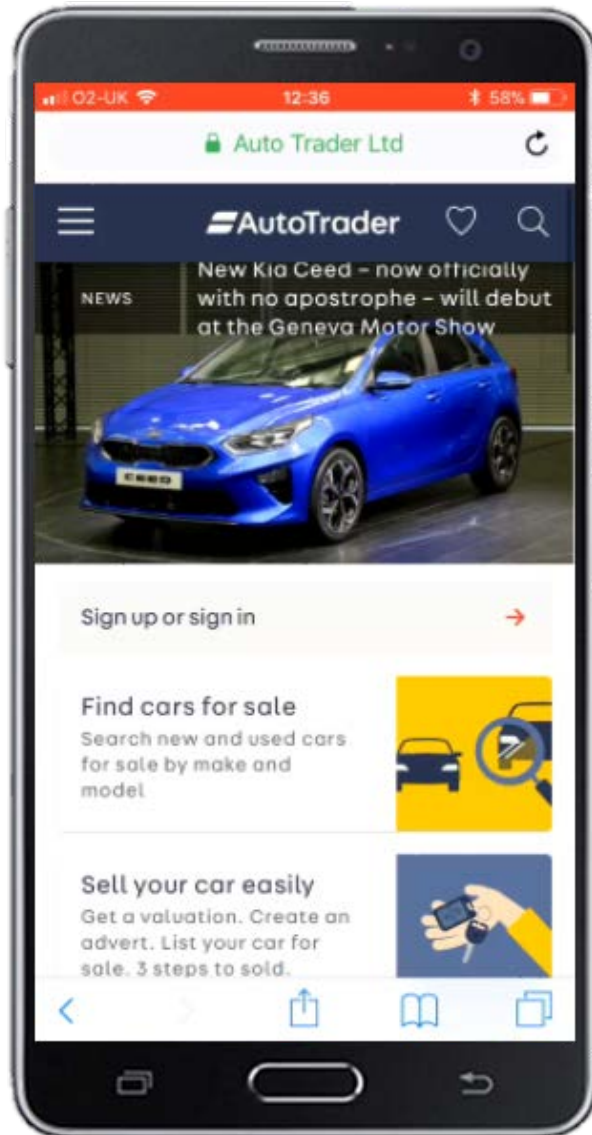 O2-UK 12:36 58%
Auto Trader Ltd
AutoTrader
New Kia Ceed – now officially
NEWS with no apostrophe – will debut
at the Geneva Motor Show
CEED
Sign up or sign in
Find cars for sale
Search new and used cars
for sale by make and
model
Sell your car easily
Get a valuation. Create an
advert. List your car for
sale. 3 steps to sold.